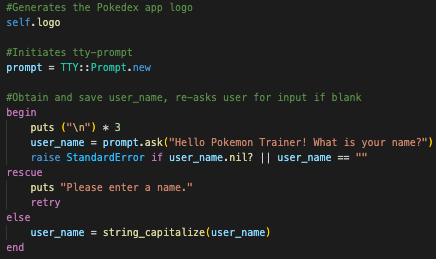 #Generates the Pokedex app logo
self.logo
#Initiates tty-prompt
prompt = TTY::Prompt.new
#Obtain and save user_name, re-asks user for input if blank
begin
puts ("\n") * 3
user_name = prompt.ask("Hello Pokemon Trainer! What is your name?")
raise StandardError if user_name.nil? || user_name == ""
rescue
puts "Please enter a name."
retry
else
user_name = string_capitalize(user_name)
end